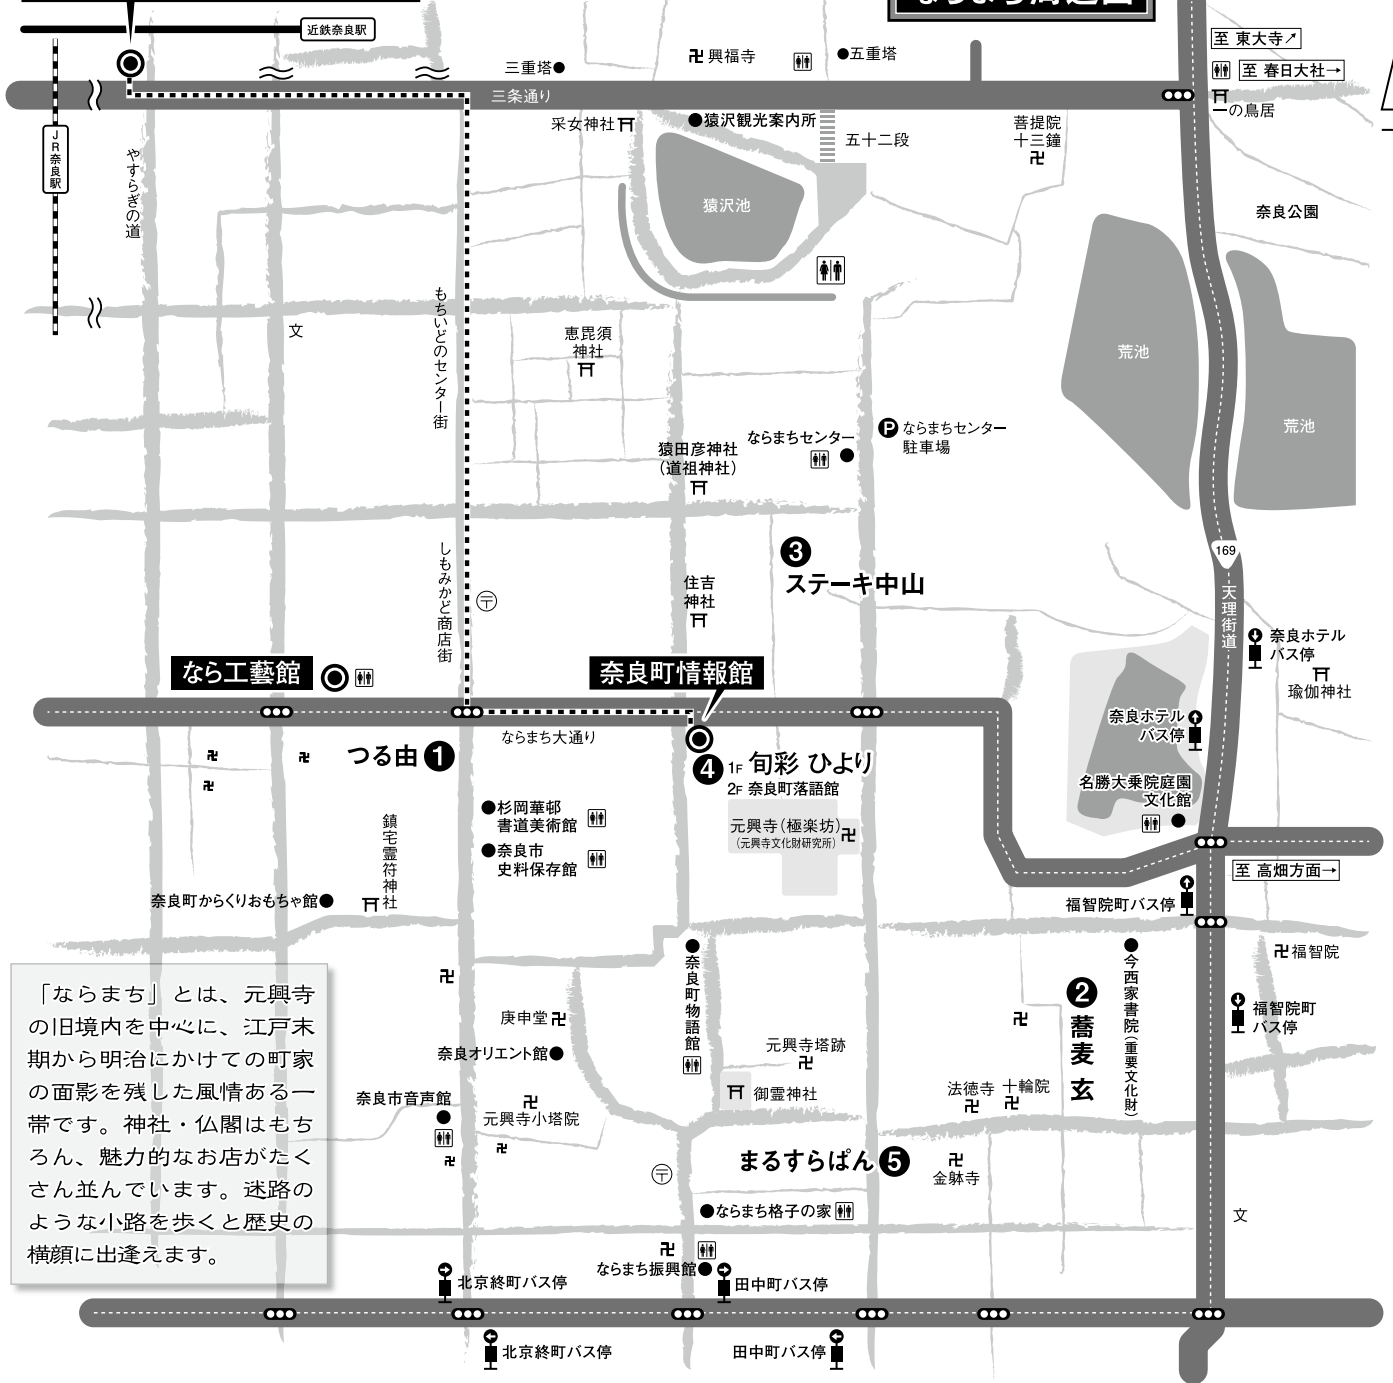 近鉄奈良駅
至 東大寺↗
三重塔
興福寺
五重塔
至 春日大社→
三条通り
一の鳥居
采女神社
猿沢観光案内所
五十二段
菩提院
十三鐘
JR奈良駅
やすらぎの道
猿沢池
奈良公園
もちいどのセンター街
文
恵毘須
神社
荒池
荒池
猿田彦神社
(道祖神社)
ならまちセンター
P
ならまちセンター
駐車場
しもみかど商店街
〒
3
ステーキ中山
住吉
神社
169
天理街道
奈良ホテル
バス停
瑜伽神社
なら工藝館
奈良町情報館
ならまち大通り
奈良ホテル
バス停
つる由 1
4 1F 旬彩 ひより
2F 奈良町落語館
名勝大乗院庭園
文化館
杉岡華邨
書道美術館
奈良市
史料保存館
元興寺(極楽坊)
(元興寺文化財研究所)
鎮宅霊符神社
奈良町からくりおもちゃ館
至 高畑方面→
福智院町バス停
福智院
奈良町物語館
今西家書院(重要文化財)
2
蕎麦 玄
福智院町
バス停
「ならまち」とは、元興寺
の旧境内を中心に、江戸末
期から明治にかけての町家
の面影を残した風情ある一
帯です。神社・仏閣はもち
ろん、魅力的なお店がたく
さん並んでいます。迷路の
ような小路を歩くと歴史の
横顔に出逢えます。
庚申堂
奈良オリエント館
元興寺塔跡
御霊神社
奈良市音声館
元興寺小塔院
法徳寺
十輪院
まるすらぱん 5
金躰寺
〒
ならまち格子の家
文
ならまち振興館
北京終町バス停
田中町バス停
北京終町バス停
田中町バス停